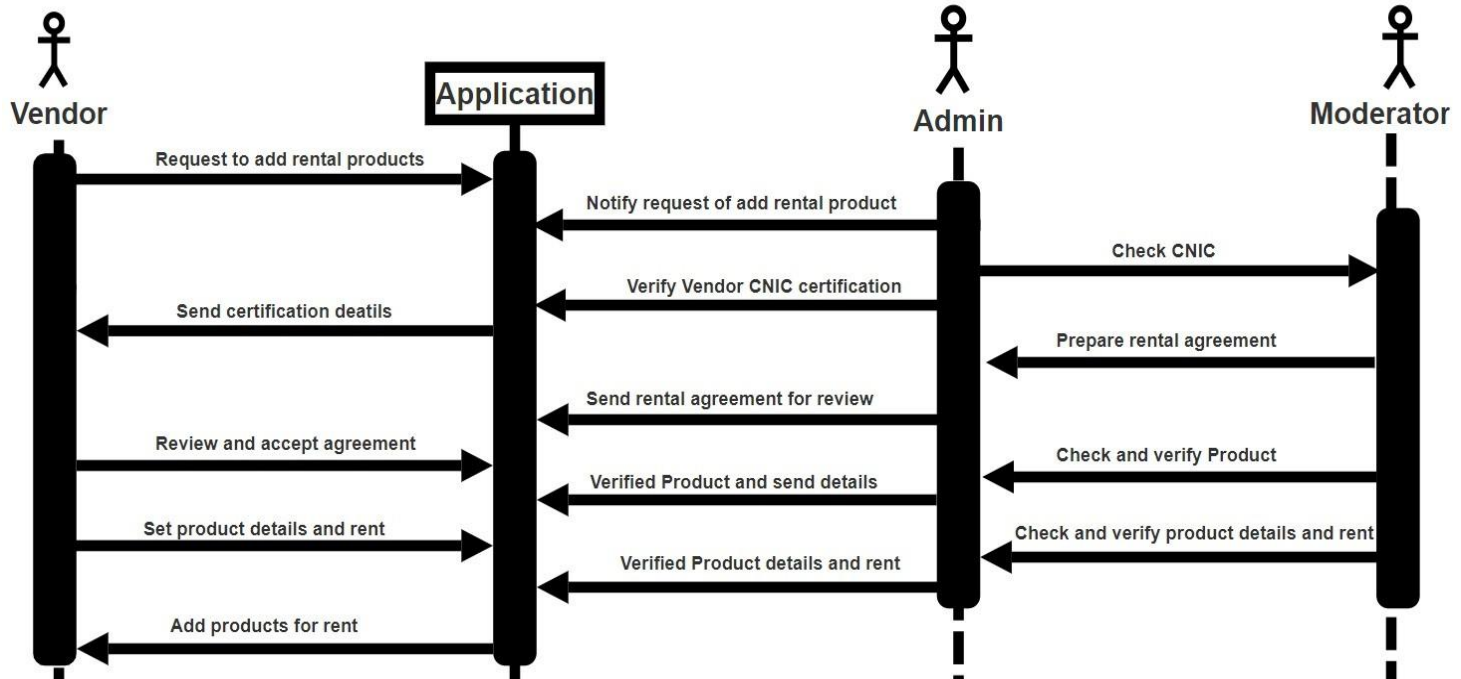 Vendor
Application
Admin
Moderator
Request to add rental products
Notify request of add rental product
Check CNIC
Verify Vendor CNIC certification
Send certification deatils
Prepare rental agreement
Send rental agreement for review
Review and accept agreement
Check and verify Product
Verified Product and send details
Set product details and rent
Check and verify product details and rent
Verified Product details and rent
Add products for rent